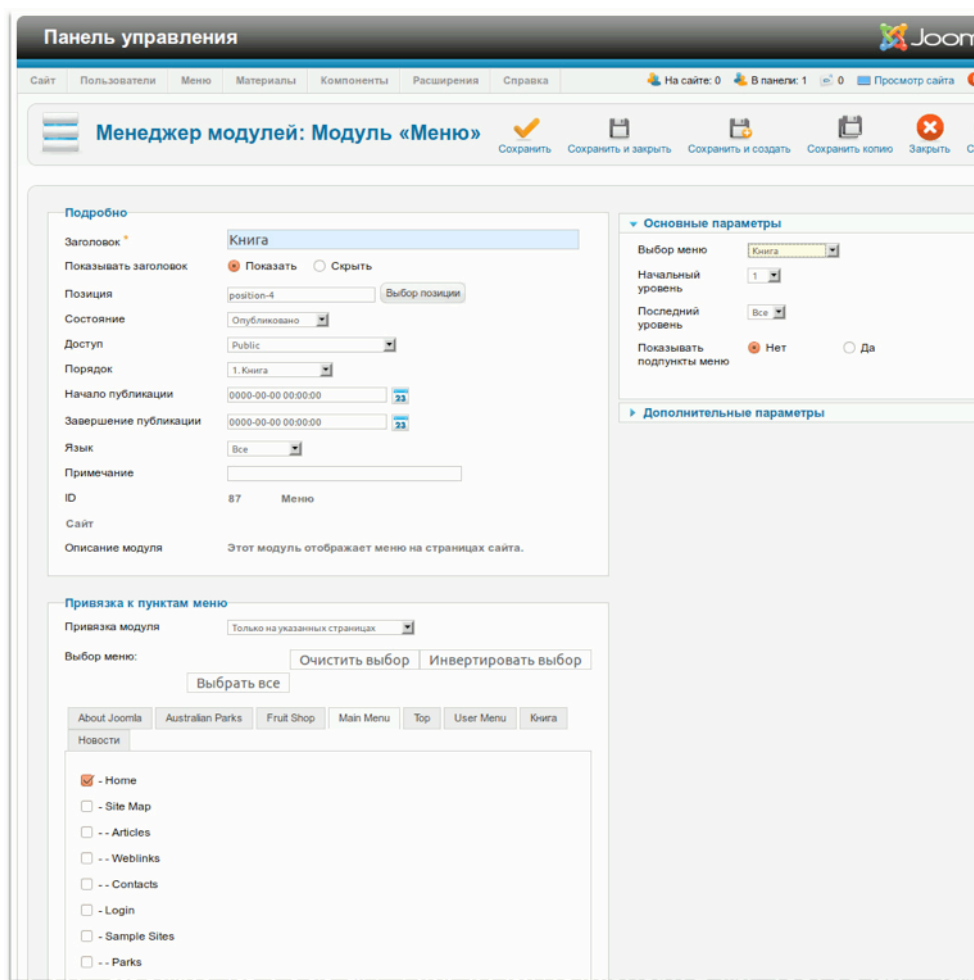 Панель управления
Сайт Пользователи Меню Материалы Компоненты Расширения Справка На сайте: 0 В панели: 1 0 Просмотр сайта
Менеджер модулей: Модуль «Меню» Сохранить Сохранить и закрыть Сохранить и создать Сохранить копию Закрыть
Подробно
Заголовок * Книга
Показывать заголовок Показать Скрыть
Позиция position-4 Выбор позиции
Состояние Опубликовано
Доступ Public
Порядок 1. Книга
Начало публикации 0000-00-00 00:00:00 23
Завершение публикации 0000-00-00 00:00:00 23
Язык Все
Примечание
ID 87 Меню
Сайт
Описание модуля Этот модуль отображает меню на страницах сайта.
Основные параметры
Выбор меню Книга
Начальный уровень 1
Последний уровень Все
Показывать подпункты меню Нет Да
Дополнительные параметры
Привязка к пунктам меню
Привязка модуля Только на указанных страницах
Выбор меню: Очистить выбор Инвертировать выбор
Выбрать все
About Joomla Australian Parks Fruit Shop Main Menu Top User Menu Книга
Новости
- Home
- Site Map
- - Articles
- - Weblinks
- - Contacts
- Login
- Sample Sites
- - Parks